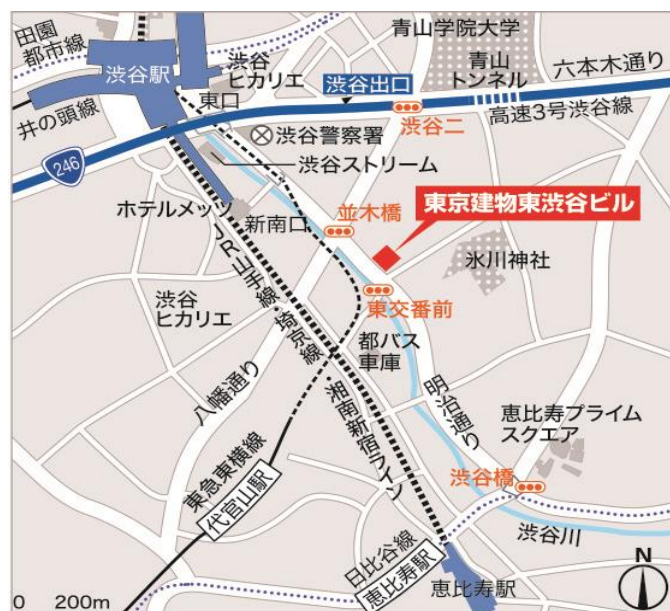 田園
都市線
渋谷駅
井の頭線
渋谷
ヒカリエ
東口
青山学院大学
青山
トンネル
六本木通り
渋谷出口
高速3号渋谷線
渋谷二
渋谷警察署
246
渋谷ストリーム
ホテルメッツ
新南口
並木橋
東京建物東渋谷ビル
氷川神社
渋谷
ヒカリエ
JR山手線・埼京線・湘南新宿ライン
東交番前
都バス
車庫
八幡通り
明治通り
恵比寿プライム
スクエア
東急東横線
代官山駅
渋谷橋
渋谷川
日比谷線
恵比寿駅
恵比寿駅
N
0 200m